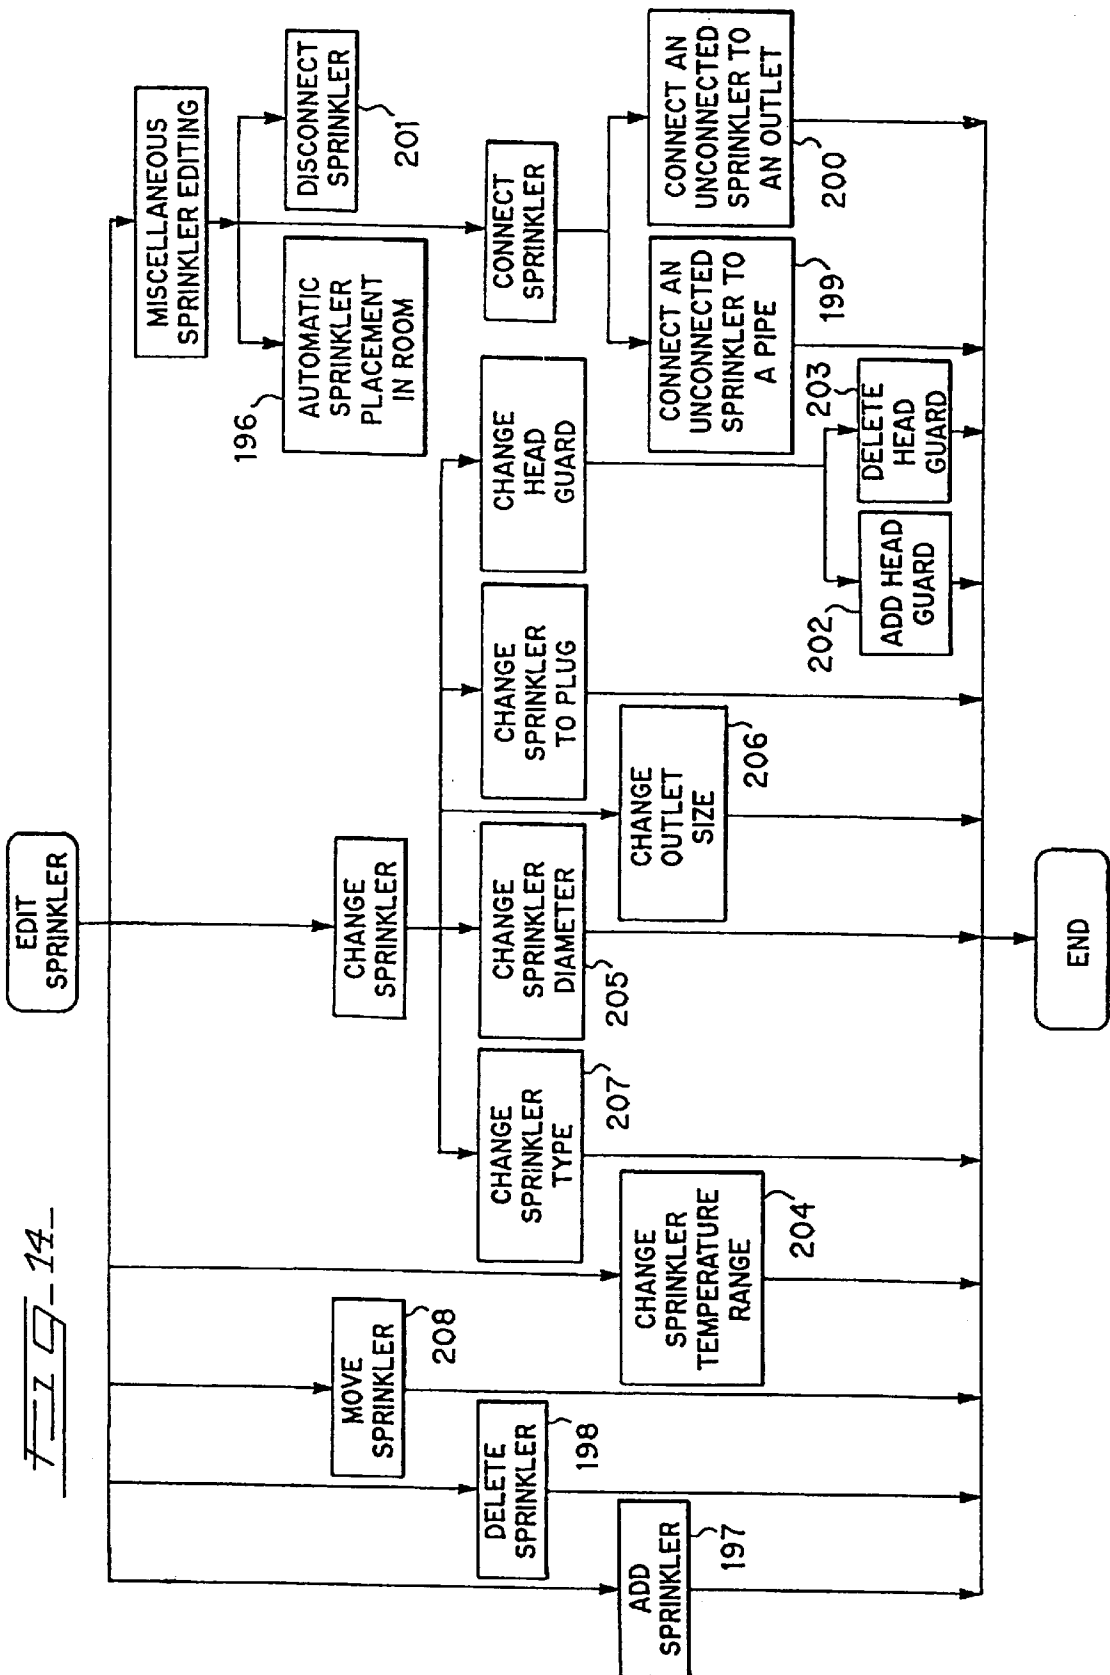 FIG. 14
EDIT
SPRINKLER
ADD
SPRINKLER
197
DELETE
SPRINKLER
198
MOVE
SPRINKLER
208
CHANGE
SPRINKLER
TEMPERATURE
RANGE
204
CHANGE
SPRINKLER
CHANGE
SPRINKLER
TYPE
207
CHANGE
SPRINKLER
DIAMETER
205
CHANGE
OUTLET
SIZE
206
CHANGE
SPRINKLER
TO PLUG
CHANGE
HEAD
GUARD
202
ADD HEAD
GUARD
203
DELETE
HEAD
GUARD
MISCELLANEOUS
SPRINKLER EDITING
196
AUTOMATIC
SPRINKLER
PLACEMENT
IN ROOM
DISCONNECT
SPRINKLER
201
CONNECT
SPRINKLER
CONNECT AN
UNCONNECTED
SPRINKLER TO
A PIPE
199
CONNECT AN
UNCONNECTED
SPRINKLER TO
AN OUTLET
200
END